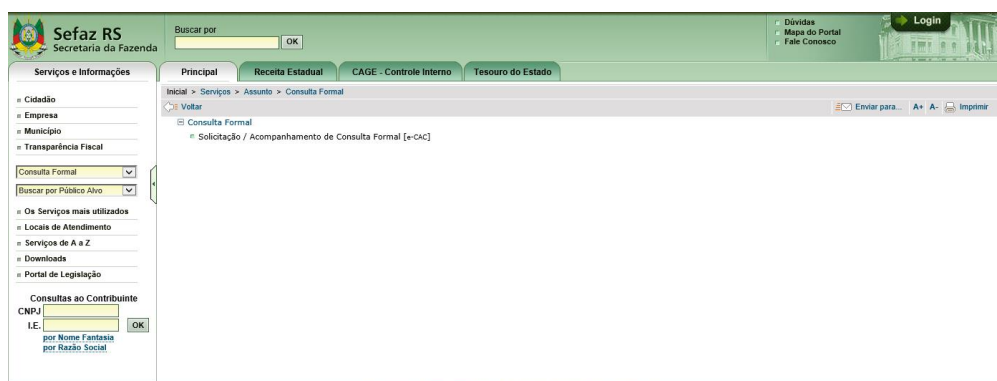 Sefaz RS
Secretaria da Fazenda
Buscar por
OK
Dúvidas
Mapa do Portal
Fale Conosco
Login
Serviços e Informações
Principal
Receita Estadual
CAGE - Controle Interno
Tesouro do Estado
Inicial > Serviços > Assunto > Consulta Formal
Voltar
Enviar para...
A+ A-
Imprimir
Consulta Formal
Solicitação / Acompanhamento de Consulta Formal [e-CAC]
Cidadão
Empresa
Município
Transparência Fiscal
Consulta Formal
Buscar por Público Alvo
Os Serviços mais utilizados
Locais de Atendimento
Serviços de A a Z
Downloads
Portal de Legislação
Consultas ao Contribuinte
CNPJ
I.E.
OK
por Nome Fantasia
por Razão Social